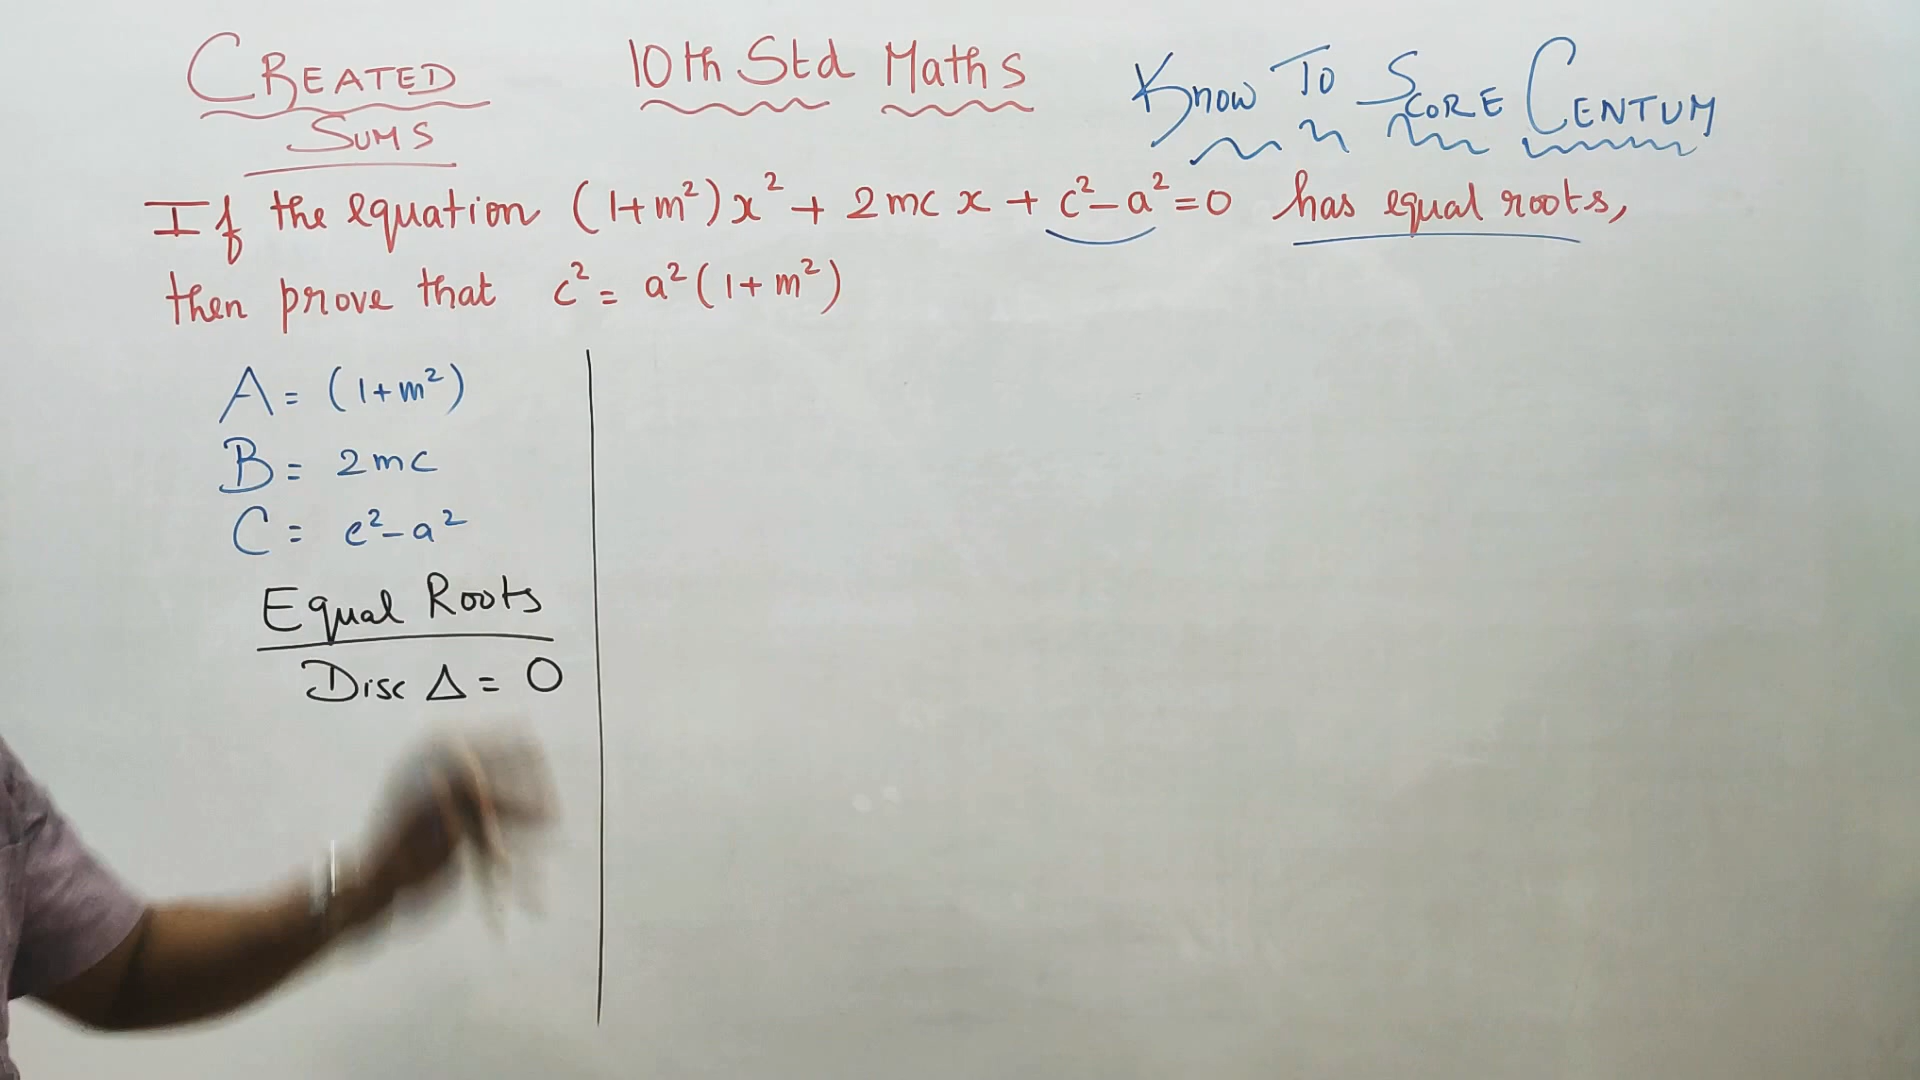 CREATED SUMS
10th Std Maths
Know To SCORE CENTUM
If the equation (1+m²)x² + 2mcx + c²-a²=0 has equal roots,
then prove that c² = a²(1+m²)
A = (1+m²)
B = 2mc
C = c²-a²
Equal Roots
Disc Δ = 0